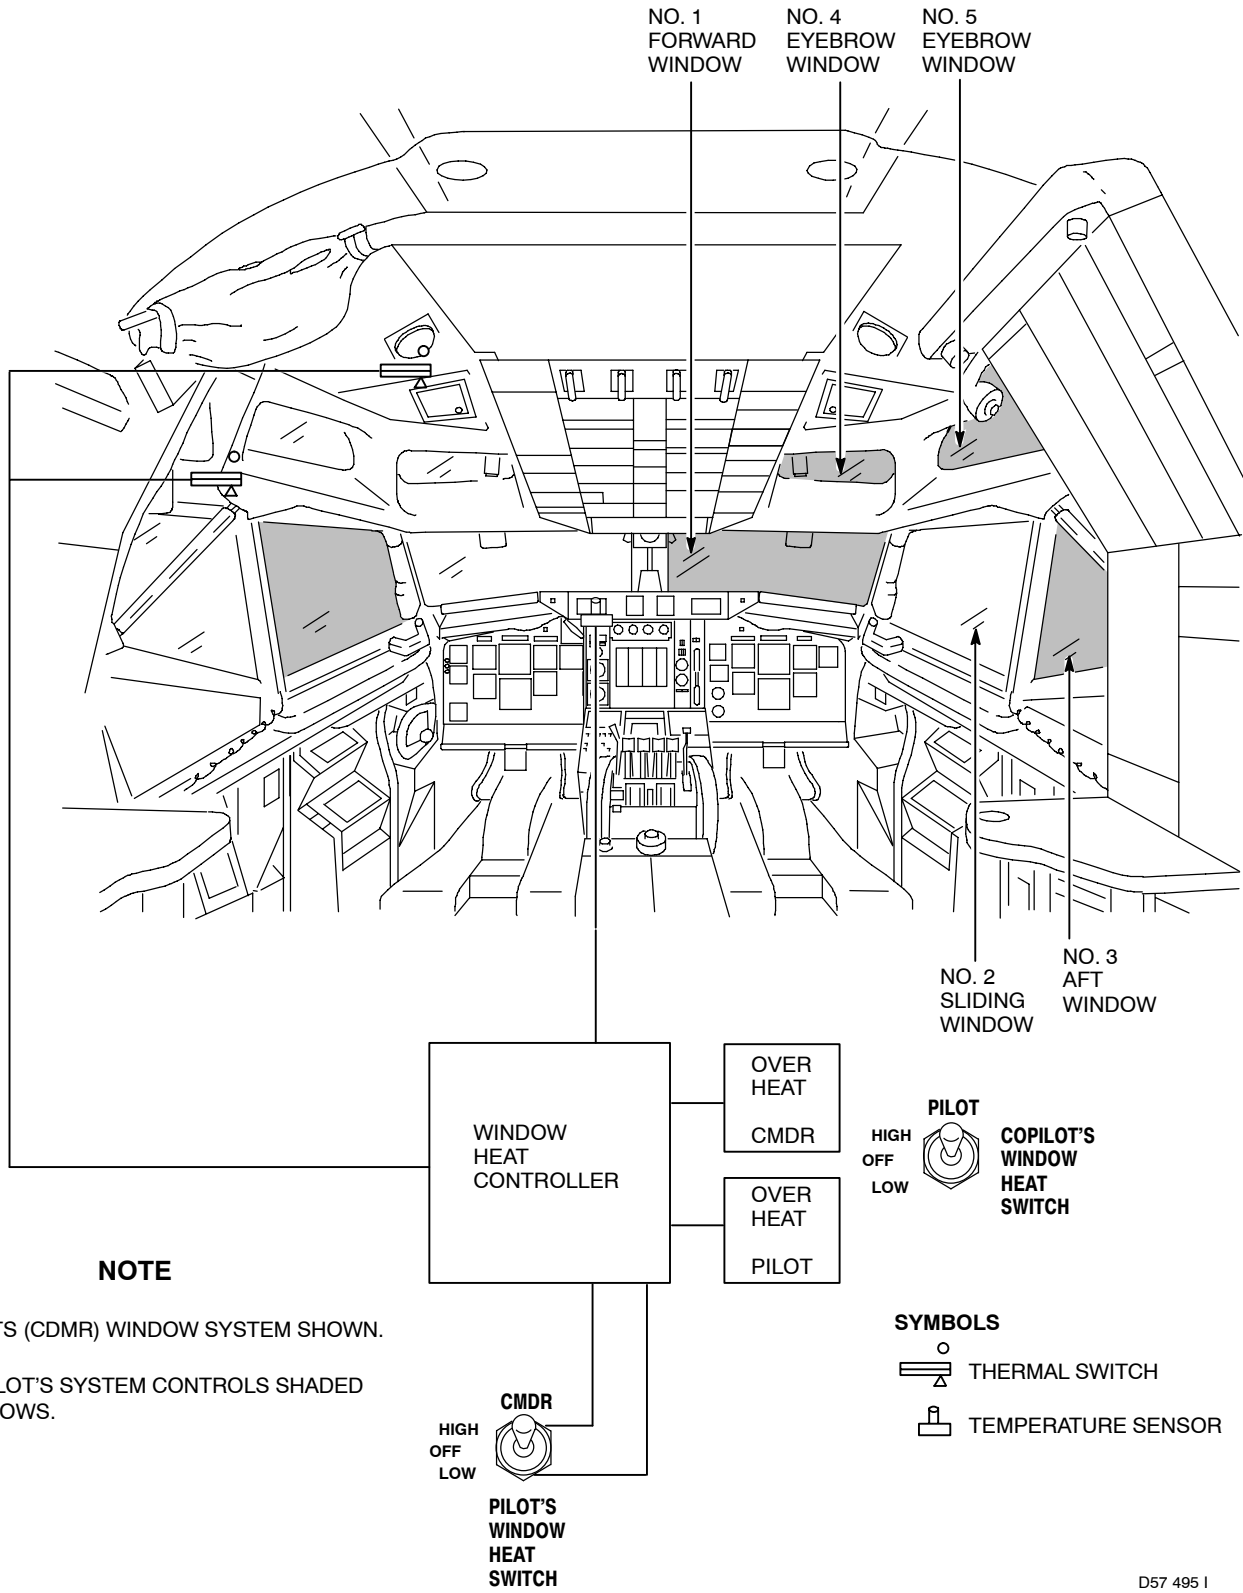 NO. 1
FORWARD
WINDOW
NO. 4
EYEBROW
WINDOW
NO. 5
EYEBROW
WINDOW
NO. 2
SLIDING
WINDOW
NO. 3
AFT
WINDOW
WINDOW
HEAT
CONTROLLER
OVER
HEAT
CMDR
OVER
HEAT
PILOT
PILOT
HIGH
OFF
LOW
COPILOT'S
WINDOW
HEAT
SWITCH
NOTE
TS (CDMR) WINDOW SYSTEM SHOWN.
LOT'S SYSTEM CONTROLS SHADED
OWS.
CMDR
HIGH
OFF
LOW
PILOT'S
WINDOW
HEAT
SWITCH
SYMBOLS
THERMAL SWITCH
TEMPERATURE SENSOR
D57 495 I